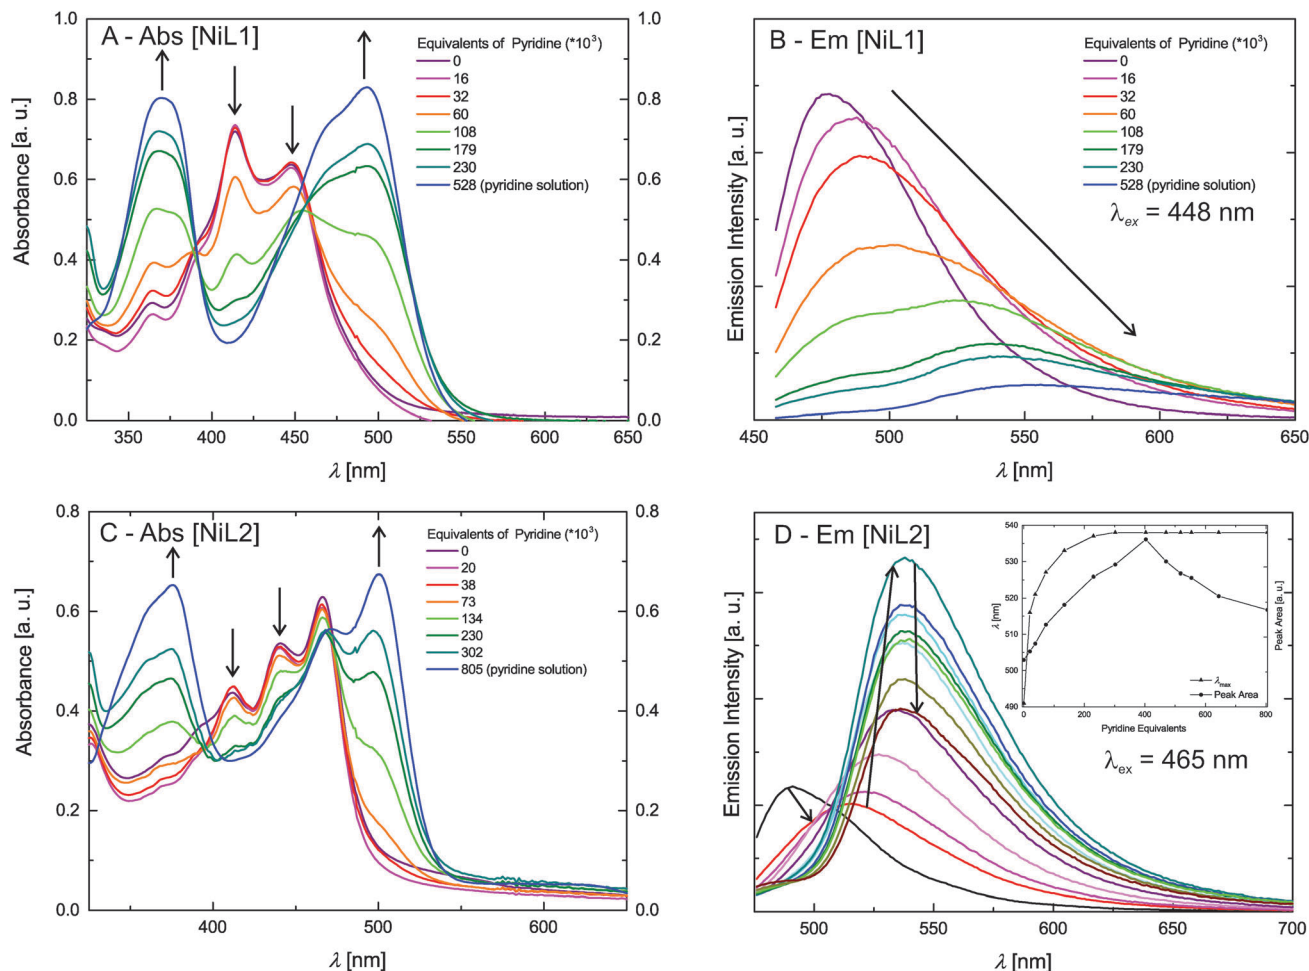 A - Abs [NiL1]
Equivalents of Pyridine (*10³)
0
16
32
60
108
179
230
528 (pyridine solution)
1.0
0.8
0.6
0.4
0.2
0.0
1.0
0.8
0.6
0.4
0.2
0.0
Absorbance [a. u.]
350 400 450 500 550 600 650
λ [nm]
B - Em [NiL1]
Equivalents of Pyridine (*10³)
0
16
32
60
108
179
230
528 (pyridine solution)
λex = 448 nm
Emission Intensity [a. u.]
450 500 550 600 650
λ [nm]
C - Abs [NiL2]
Equivalents of Pyridine (*10³)
0
20
38
73
134
230
302
805 (pyridine solution)
0.8
0.6
0.4
0.2
0.0
0.8
0.6
0.4
0.2
0.0
Absorbance [a. u.]
400 500 600
λ [nm]
D - Em [NiL2]
540
530
520
510
500
490
λ [nm]
Peak Area [a. u.]
λmax
Peak Area
0 200 400 600 800
Pyridine Equivalents
λex = 465 nm
Emission Intensity [a. u.]
500 550 600 650 700
λ [nm]